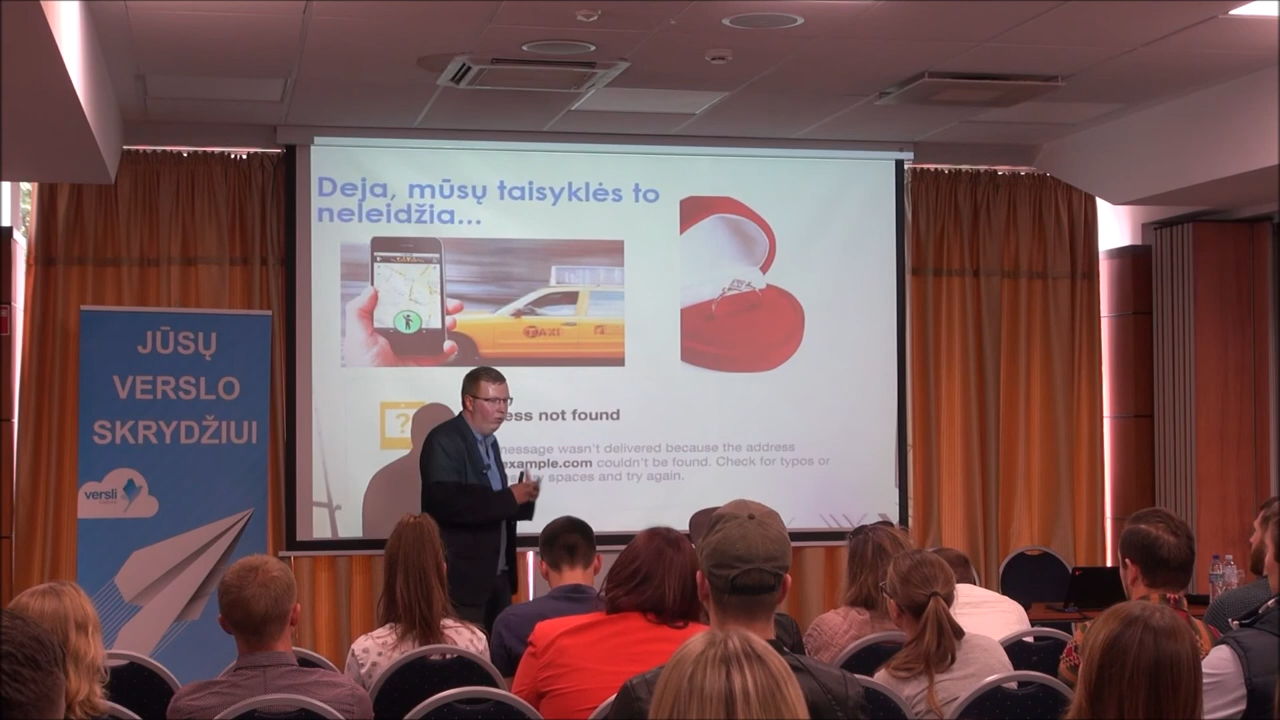 Deja, mūsų taisyklės to
neleidžia...
TAXI
?
ess not found
message wasn't delivered because the address
example.com couldn't be found. Check for typos or
spaces and try again.
JŪSŲ
VERSLO
SKRYDŽIUI
versli